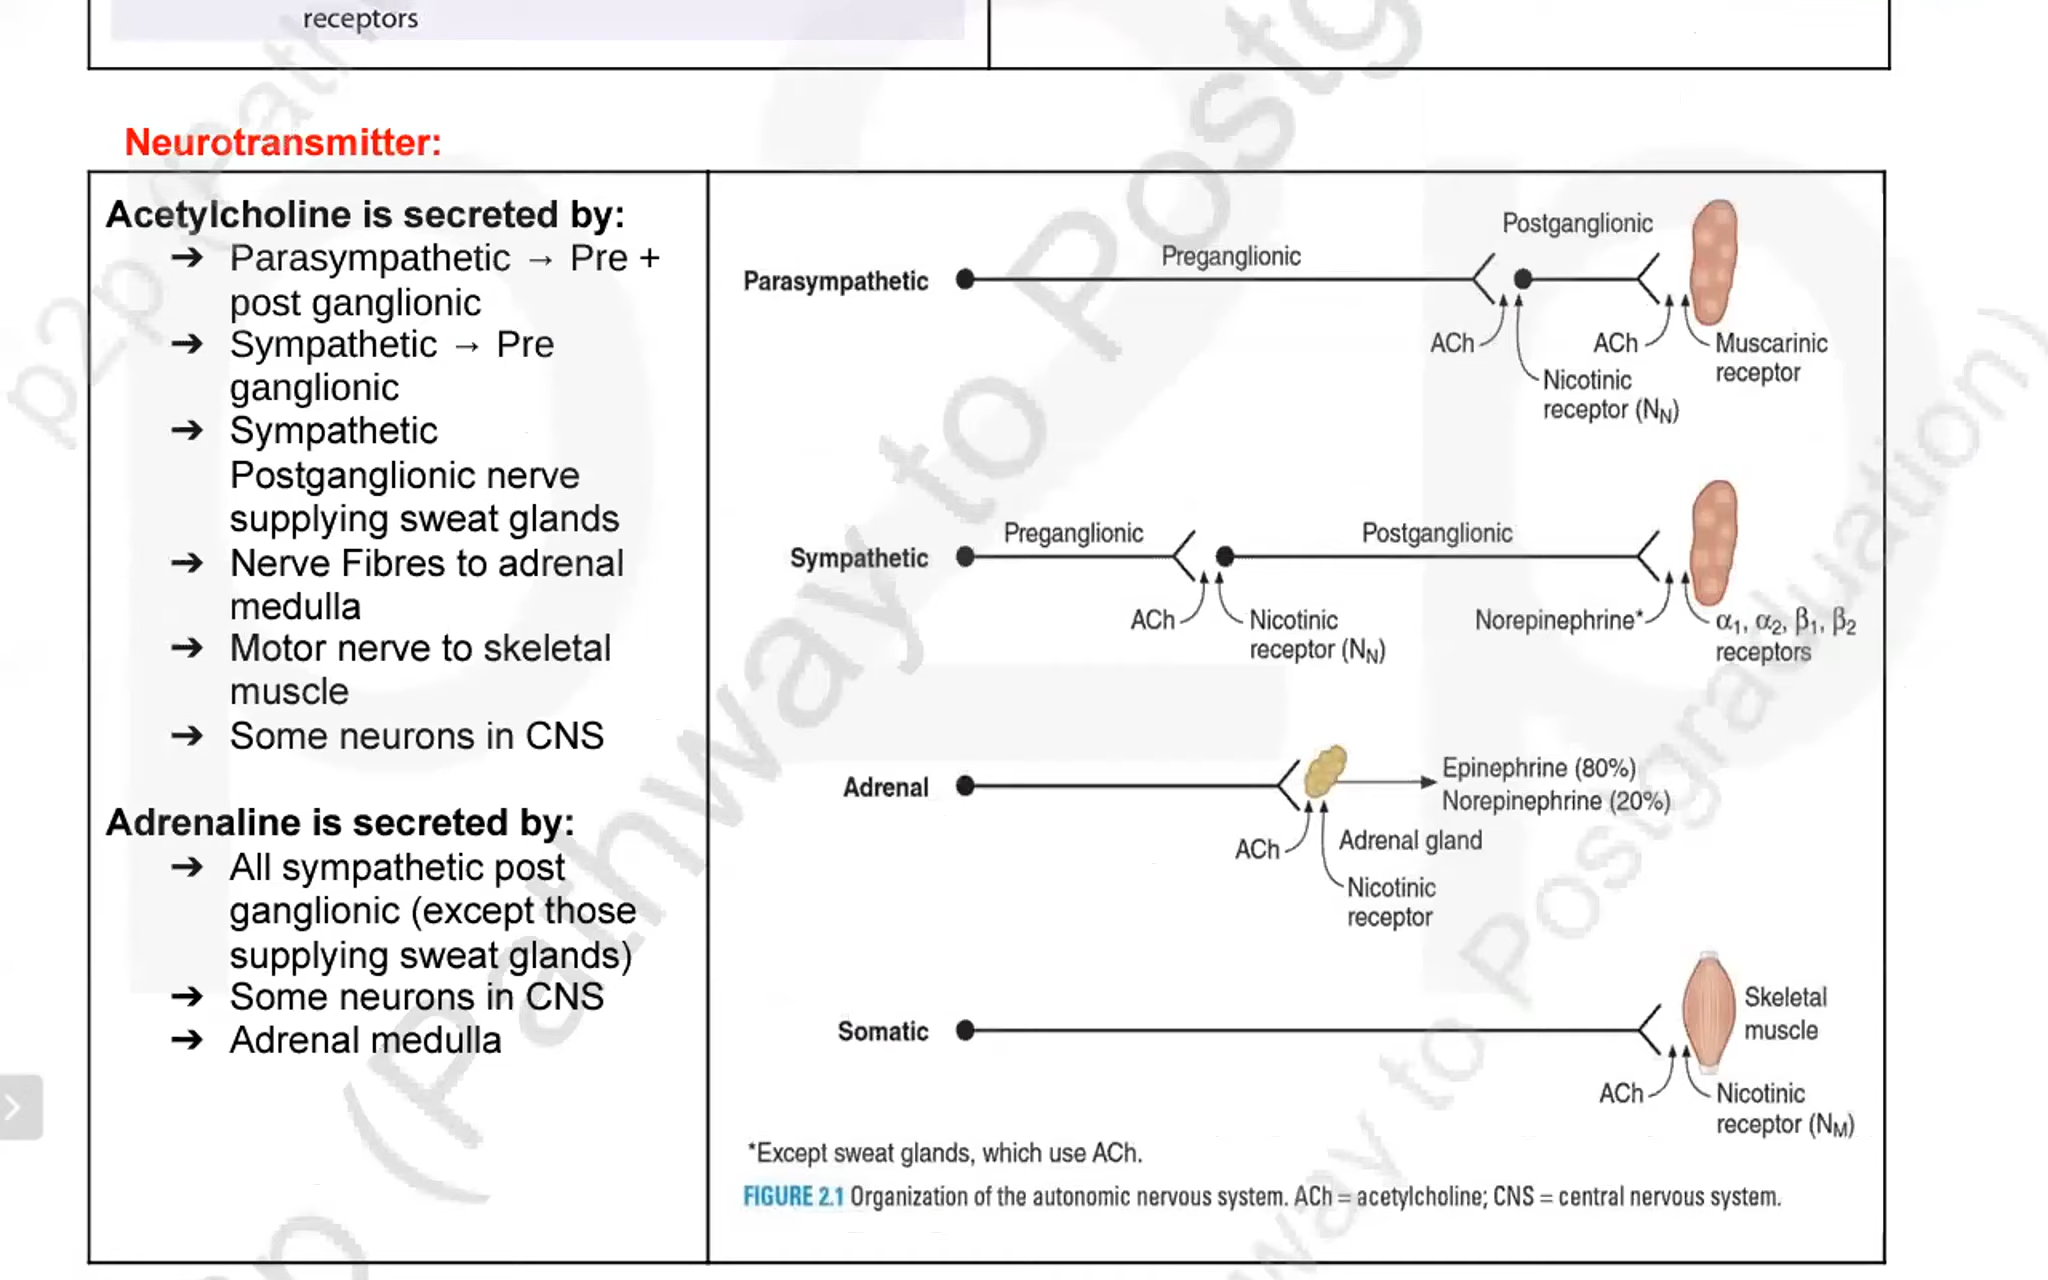 receptors
Neurotransmitter:
Acetylcholine is secreted by:
➔ Parasympathetic → Pre +
post ganglionic
➔ Sympathetic → Pre
ganglionic
➔ Sympathetic
Postganglionic nerve
supplying sweat glands
➔ Nerve Fibres to adrenal
medulla
➔ Motor nerve to skeletal
muscle
➔ Some neurons in CNS
Adrenaline is secreted by:
➔ All sympathetic post
ganglionic (except those
supplying sweat glands)
➔ Some neurons in CNS
➔ Adrenal medulla
Postganglionic
Preganglionic
Parasympathetic
ACh
ACh
Muscarinic
receptor
Nicotinic
receptor (NN)
Preganglionic
Postganglionic
Sympathetic
ACh
Nicotinic
receptor (NN)
Norepinephrine*
α1, α2, β1, β2
receptors
Adrenal
Epinephrine (80%)
Norepinephrine (20%)
ACh
Adrenal gland
Nicotinic
receptor
Somatic
Skeletal
muscle
ACh
Nicotinic
receptor (NM)
*Except sweat glands, which use ACh.
FIGURE 2.1 Organization of the autonomic nervous system. ACh = acetylcholine; CNS = central nervous system.
p2p (Pathway to Postgraduation)